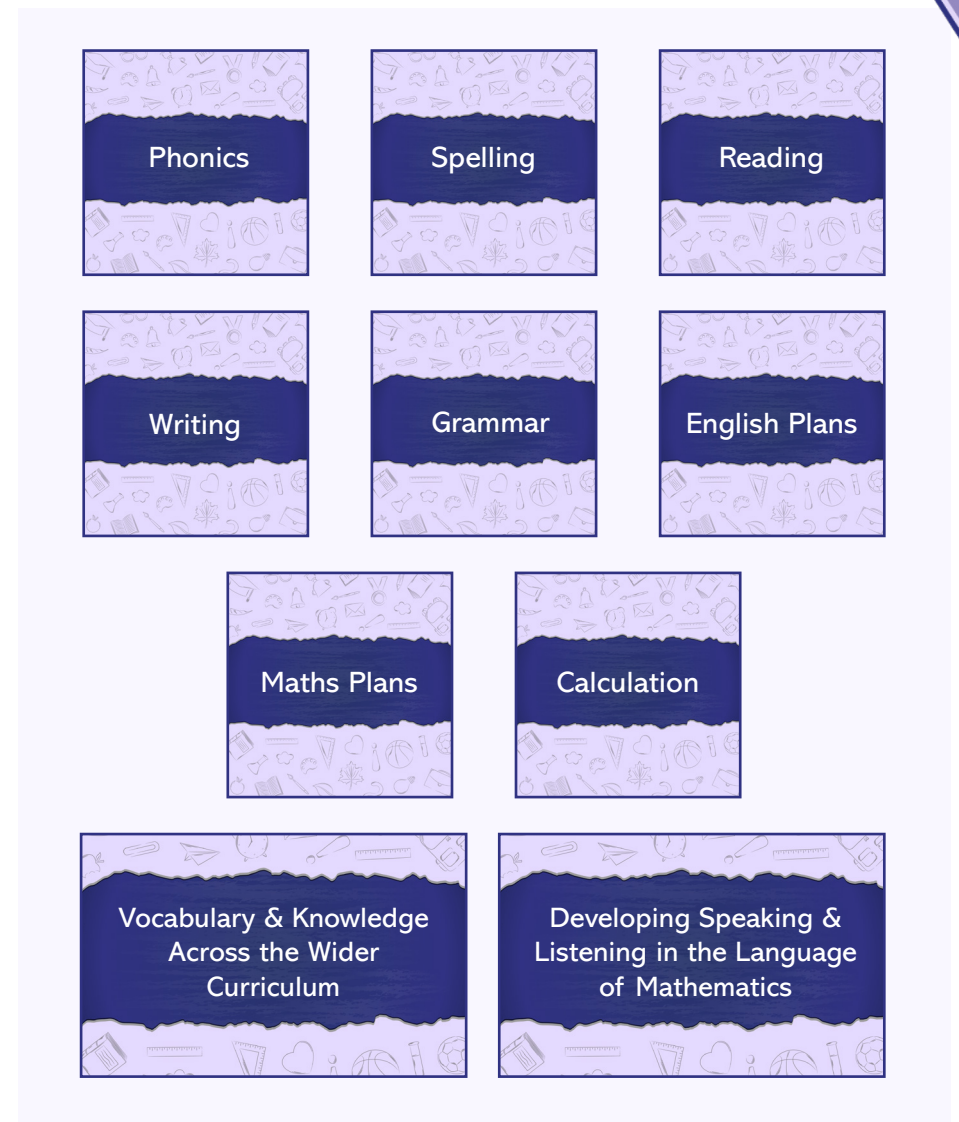 Phonics
Spelling
Reading
Writing
Grammar
English Plans
Maths Plans
Calculation
Vocabulary & Knowledge
Across the Wider
Curriculum
Developing Speaking &
Listening in the Language
of Mathematics